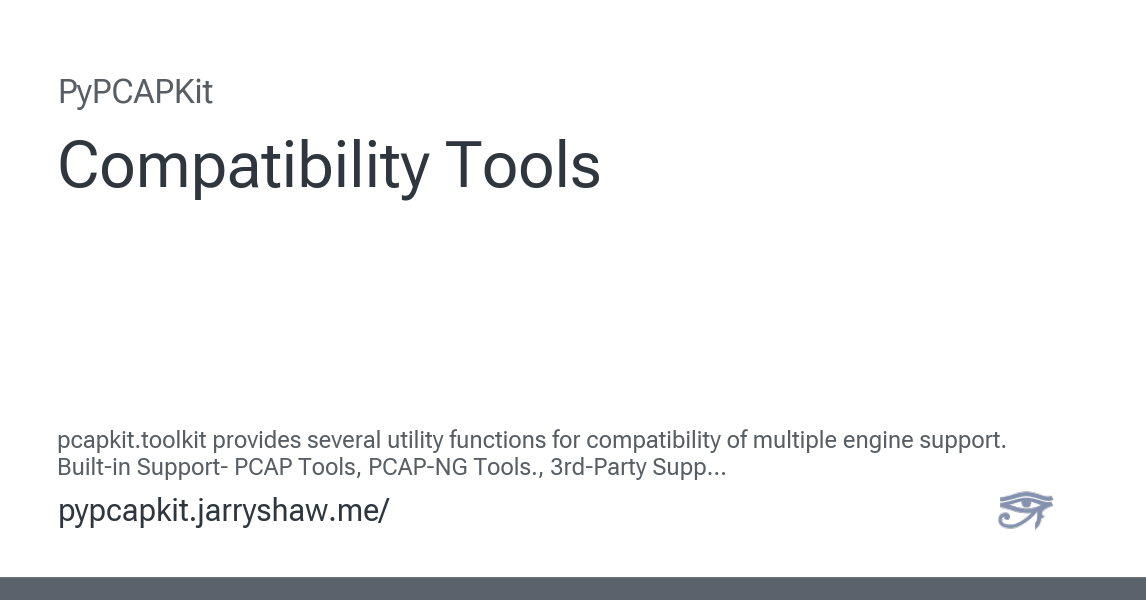 PyPCAPKit
Compatibility Tools
pcapkit.toolkit provides several utility functions for compatibility of multiple engine support.
Built-in Support- PCAP Tools, PCAP-NG Tools., 3rd-Party Supp...
pypcapkit.jarryshaw.me/